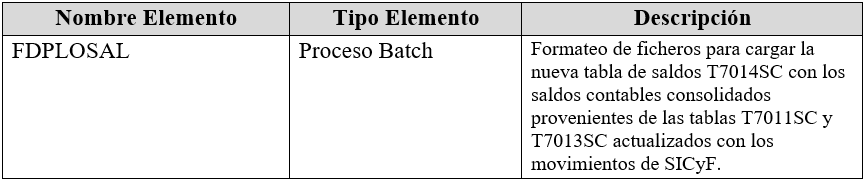 Nombre Elemento Tipo Elemento Descripción
FDPLOSAL Proceso Batch Formateo de ficheros para cargar la
nueva tabla de saldos T7014SC con los
saldos contables consolidados
provenientes de las tablas T7011SC y
T7013SC actualizados con los
movimientos de SICyF.